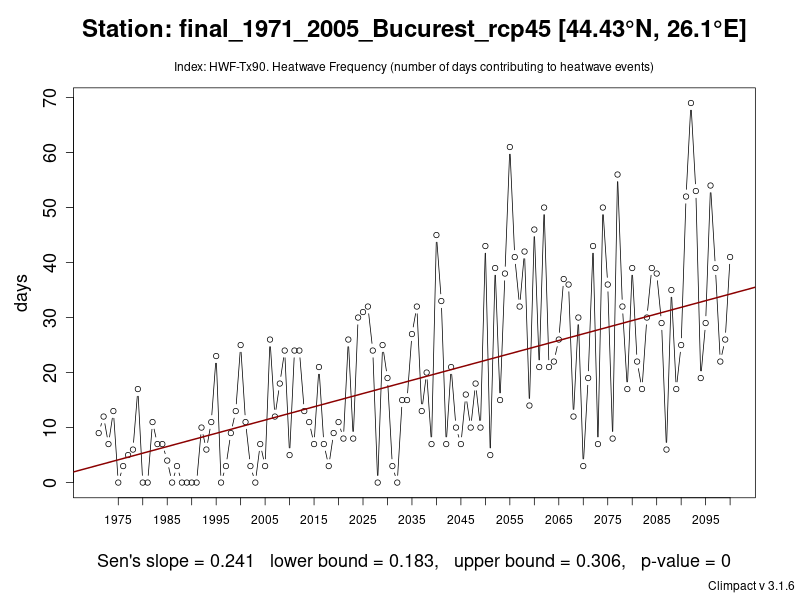 Station: final_1971_2005_Bucurest_rcp45 [44.43°N, 26.1°E]
Index: HWF-Tx90. Heatwave Frequency (number of days contributing to heatwave events)
70
60
50
40
30
20
10
0
days
1975 1985 1995 2005 2015 2025 2035 2045 2055 2065 2075 2085 2095
Sen's slope = 0.241 lower bound = 0.183, upper bound = 0.306, p-value = 0
Climpact v 3.1.6